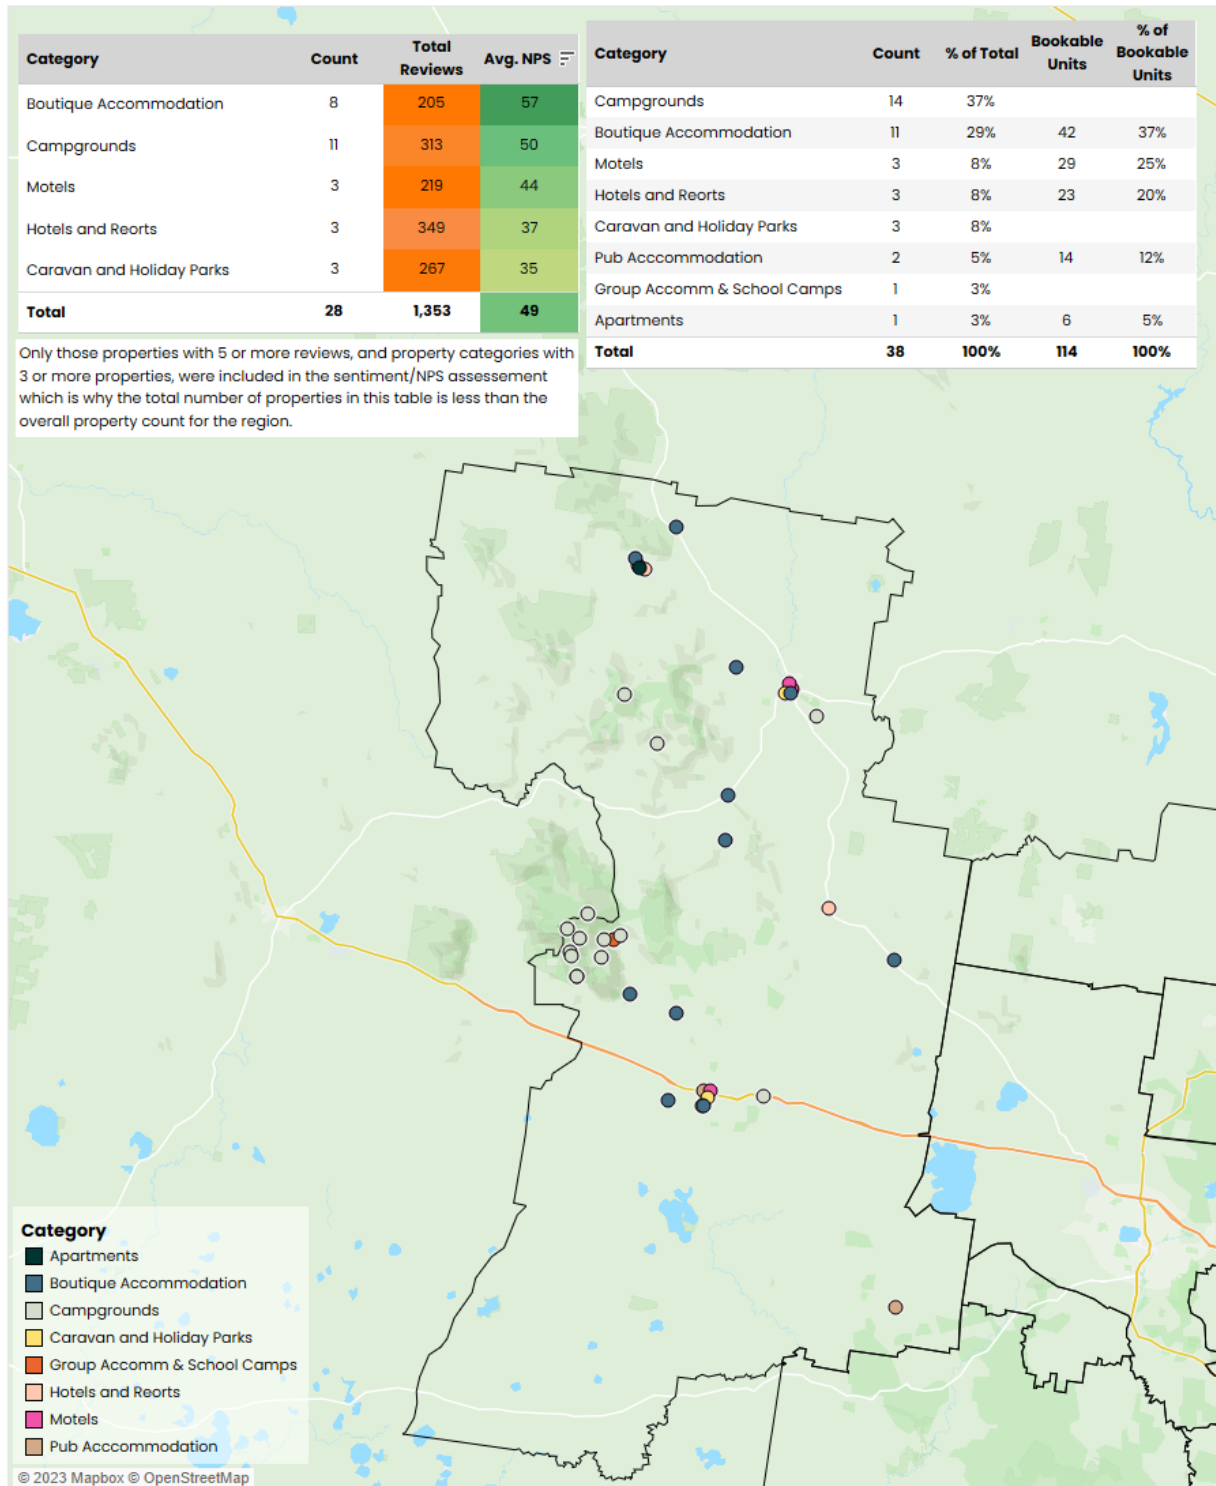 Category Count Total Reviews Avg. NPS
Boutique Accommodation 8 205 57
Campgrounds 11 313 50
Motels 3 219 44
Hotels and Reorts 3 349 37
Caravan and Holiday Parks 3 267 35
Total 28 1,353 49
Only those properties with 5 or more reviews, and property categories with
3 or more properties, were included in the sentiment/NPS assessement
which is why the total number of properties in this table is less than the
overall property count for the region.
Category Count % of Total Bookable Units % of Bookable Units
Campgrounds 14 37%
Boutique Accommodation 11 29% 42 37%
Motels 3 8% 29 25%
Hotels and Reorts 3 8% 23 20%
Caravan and Holiday Parks 3 8%
Pub Acccommodation 2 5% 14 12%
Group Accomm & School Camps 1 3%
Apartments 1 3% 6 5%
Total 38 100% 114 100%
Category
Apartments
Boutique Accommodation
Campgrounds
Caravan and Holiday Parks
Group Accomm & School Camps
Hotels and Reorts
Motels
Pub Acccommodation
© 2023 Mapbox © OpenStreetMap